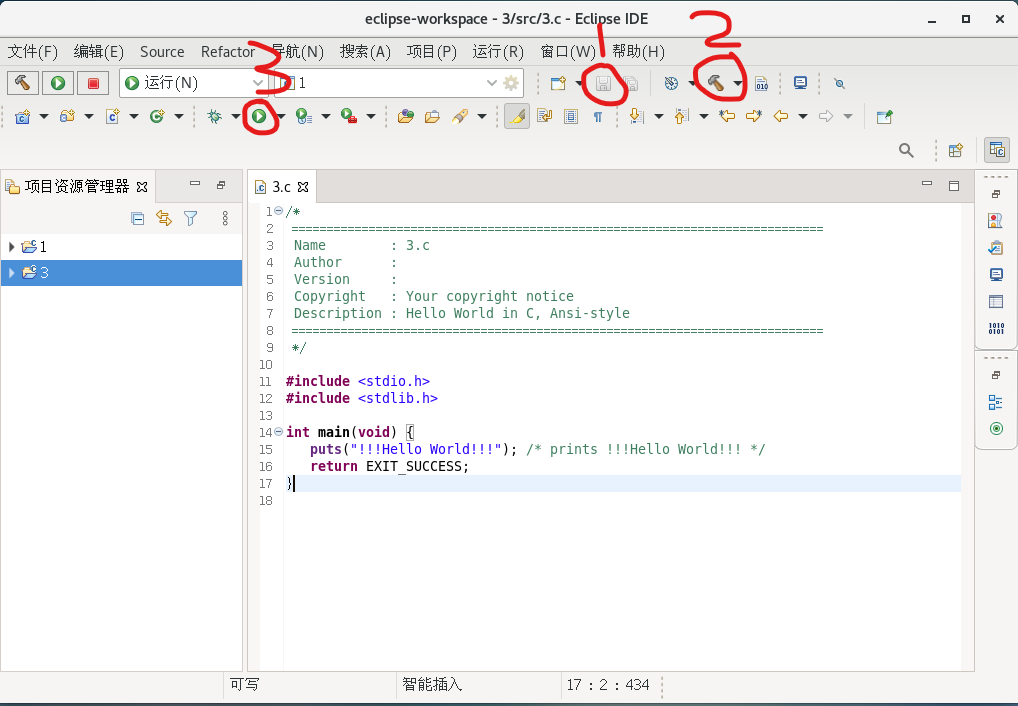 eclipse-workspace - 3/src/3.c - Eclipse IDE
文件(F) 编辑(E) Source Refactor 导航(N) 搜索(A) 项目(P) 运行(R) 窗口(W) 帮助(H)
1 2
运行(N) 1
3
项目资源管理器
1
3
3.c
1 /*
2 ============================================================================
3 Name : 3.c
4 Author :
5 Version :
6 Copyright : Your copyright notice
7 Description : Hello World in C, Ansi-style
8 ============================================================================
9 */
10
11 #include <stdio.h>
12 #include <stdlib.h>
13
14 int main(void) {
15 puts("!!!Hello World!!!"); /* prints !!!Hello World!!! */
16 return EXIT_SUCCESS;
17 }
18
可写 智能插入 17 : 2 : 434